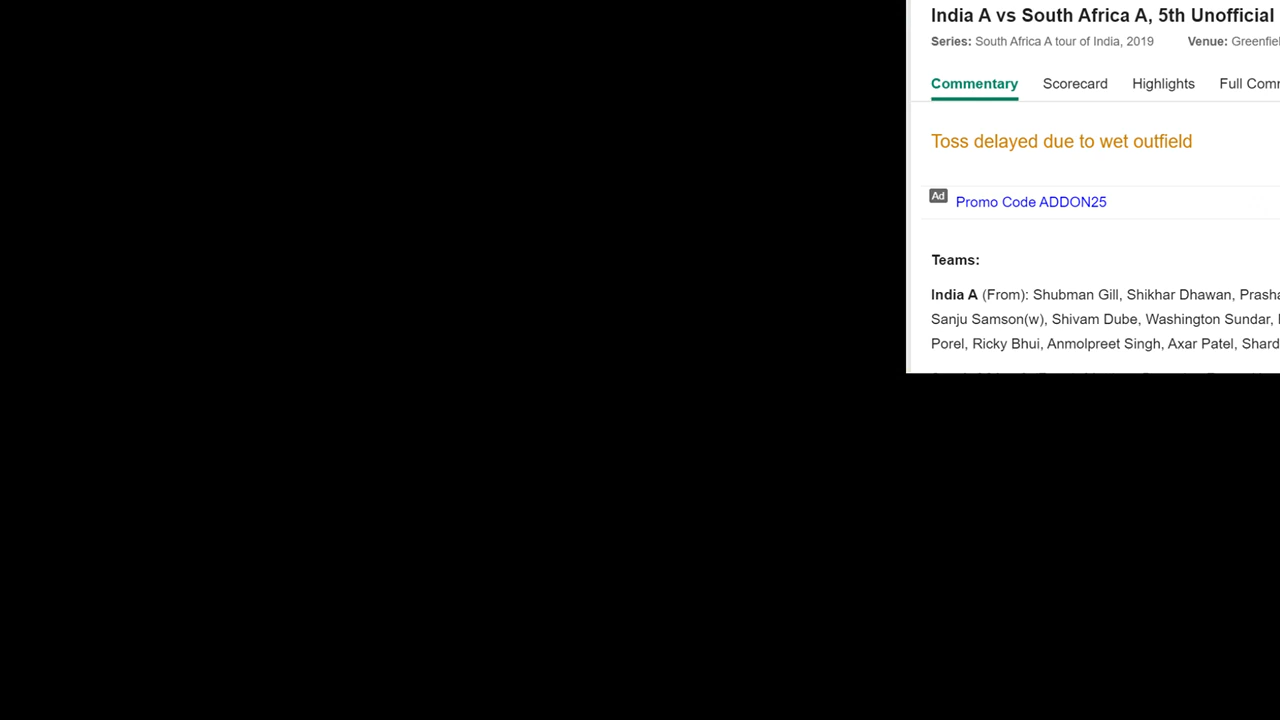 India A vs South Africa A, 5th Unofficial
Series: South Africa A tour of India, 2019 Venue:
Commentary Scorecard Highlights Full
Toss delayed due to wet outfield
Ad Promo Code ADDON25
Teams:
India A (From): Shubman Gill, Shikhar Dhawan,
Sanju Samson(w), Shivam Dube, Washington Sundar,
Porel, Ricky Bhui, Anmolpreet Singh, Axar Patel,